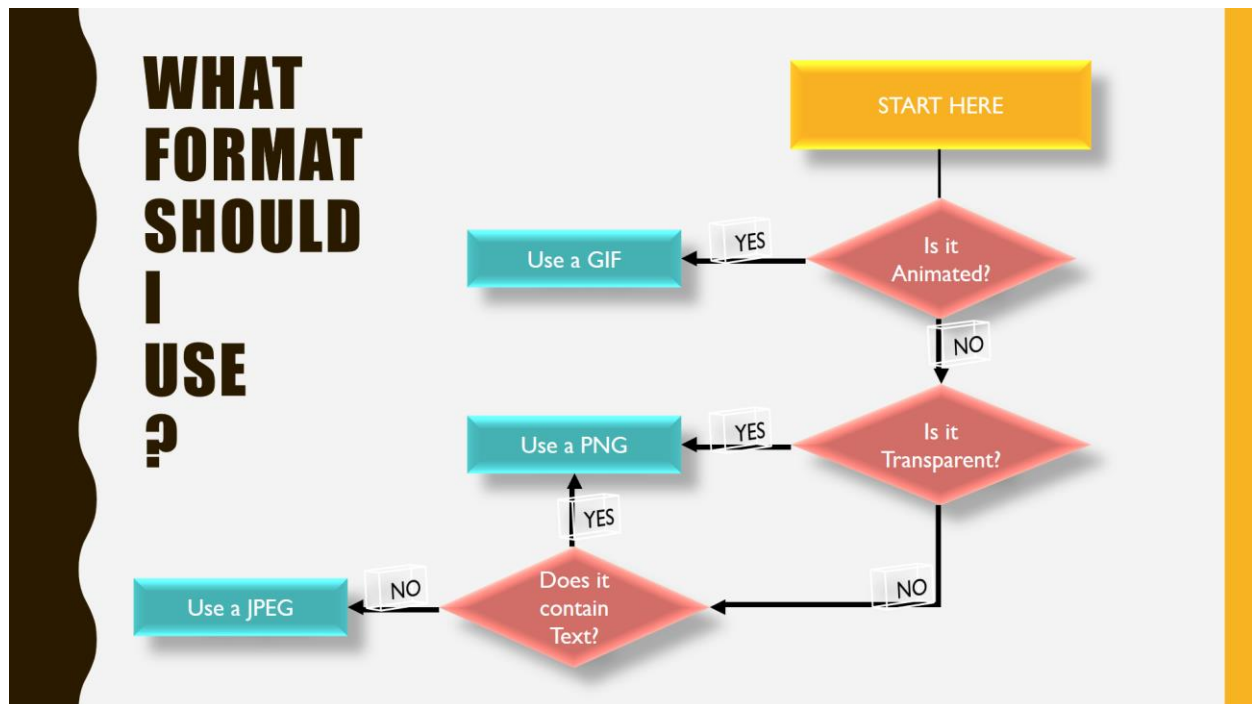 WHAT
FORMAT
SHOULD
I
USE
?
START HERE
Is it
Animated?
YES
Use a GIF
NO
Is it
Transparent?
YES
Use a PNG
NO
Does it
contain
Text?
YES
NO
Use a JPEG